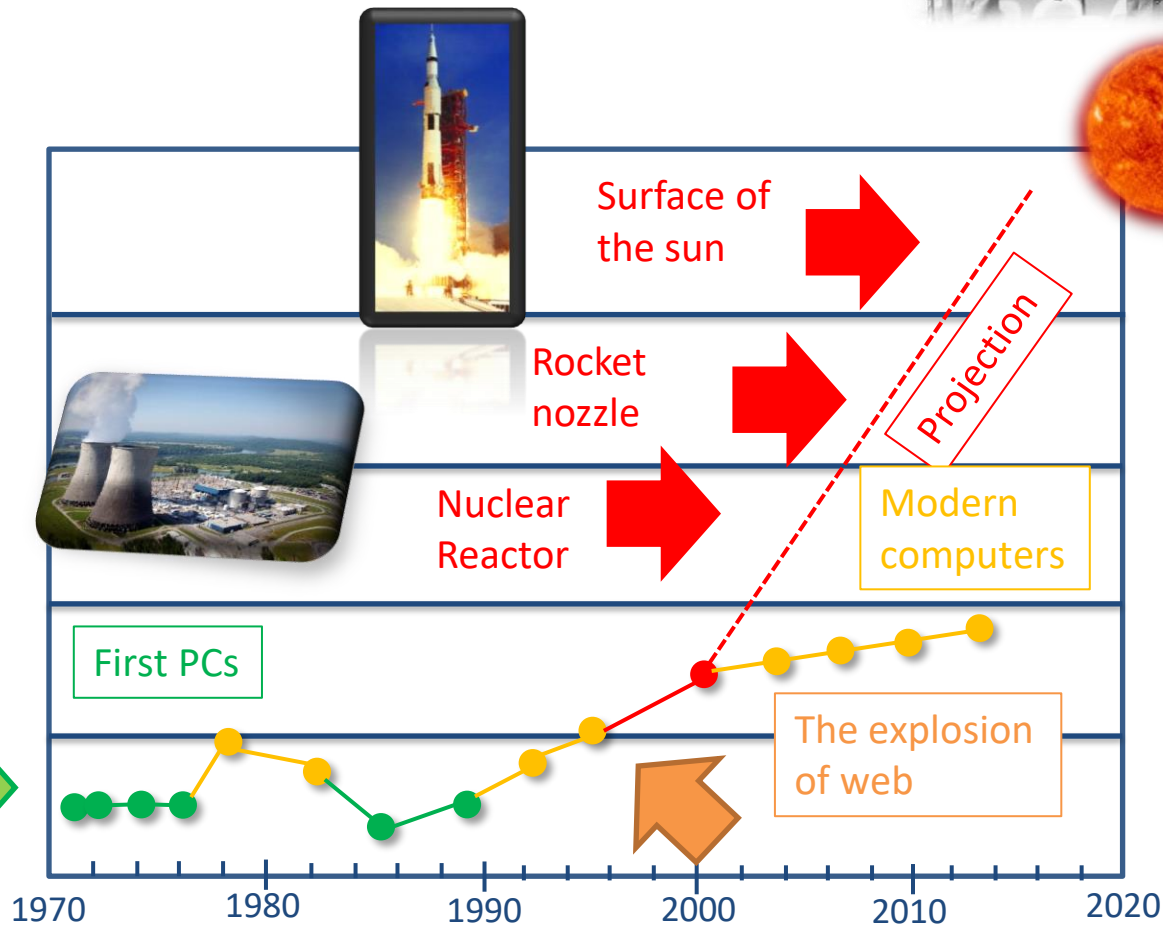 Surface of
the sun
Rocket
nozzle
Projection
Nuclear
Reactor
Modern
computers
First PCs
The explosion
of web
1970
1980
1990
2000
2010
2020